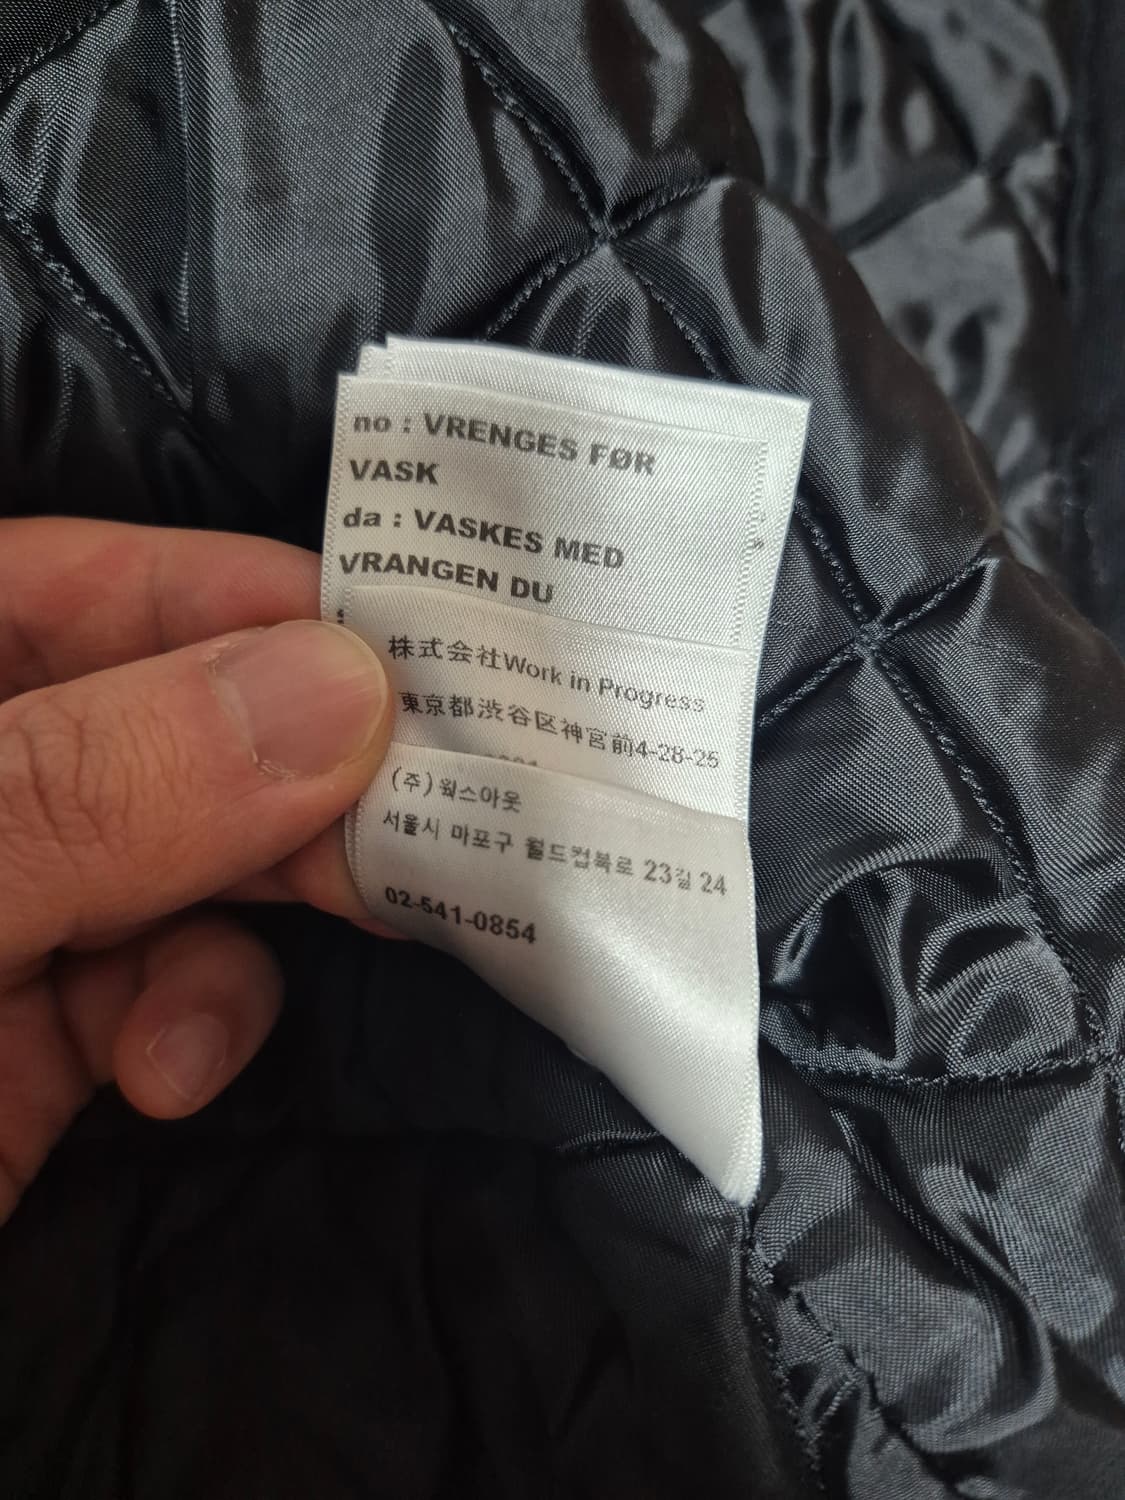 no : VRENGES FØR
VASK
da : VASKES MED
VRANGEN DU
株式会社Work in Progress
東京都渋谷区神宮前4-28-25
(주)웍스아웃
서울시 마포구 월드컵북로 23길 24
02-541-0854